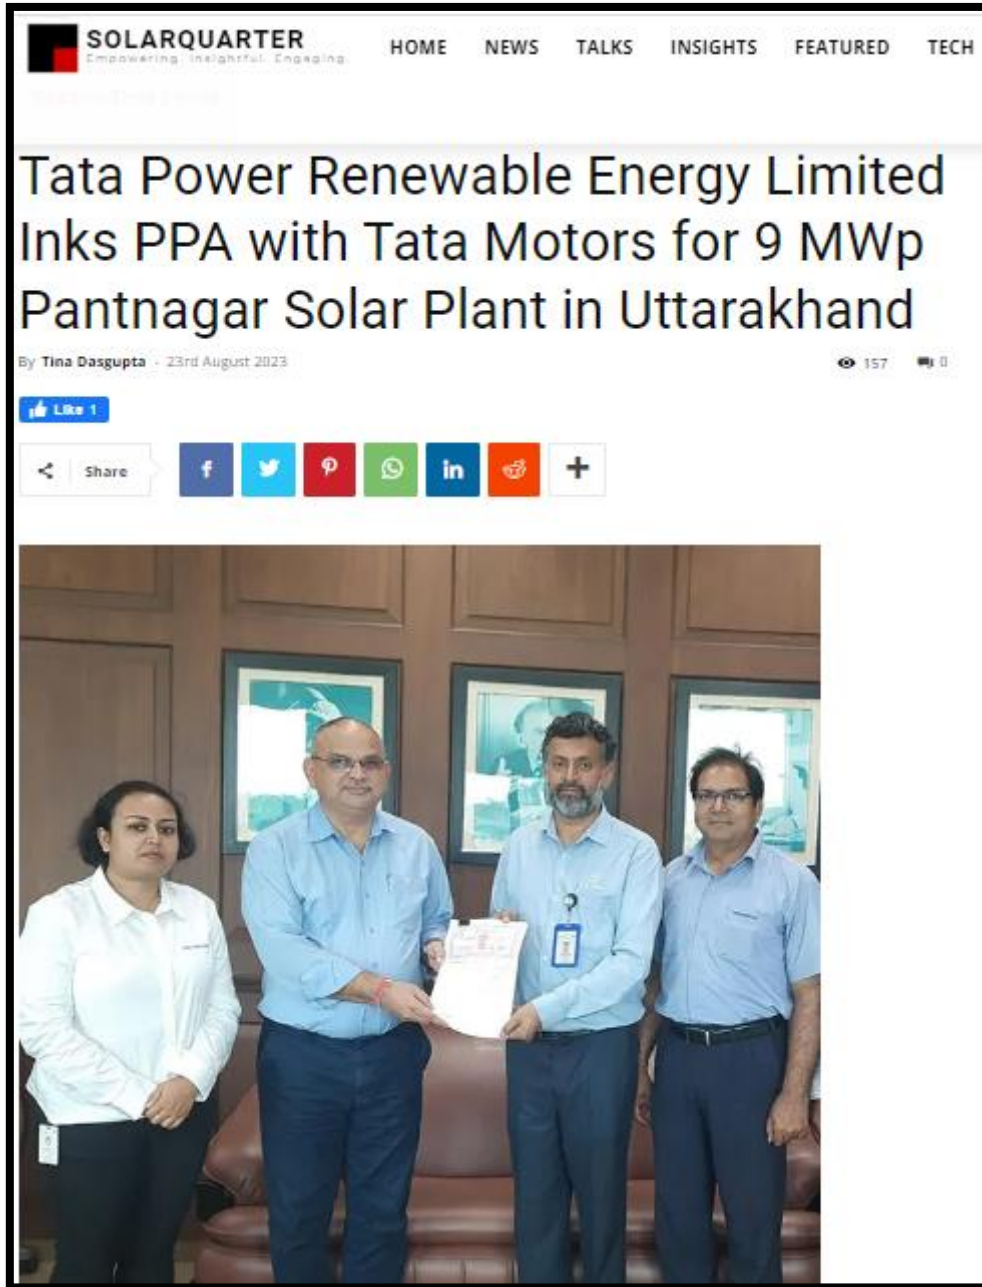 SOLARQUARTER
Empowering. Insightful. Engaging.
HOME NEWS TALKS INSIGHTS FEATURED TECH
Tata Power Renewable Energy Limited
Inks PPA with Tata Motors for 9 MWp
Pantnagar Solar Plant in Uttarakhand
By Tina Dasgupta - 23rd August 2023 157 0
Like 1
Share